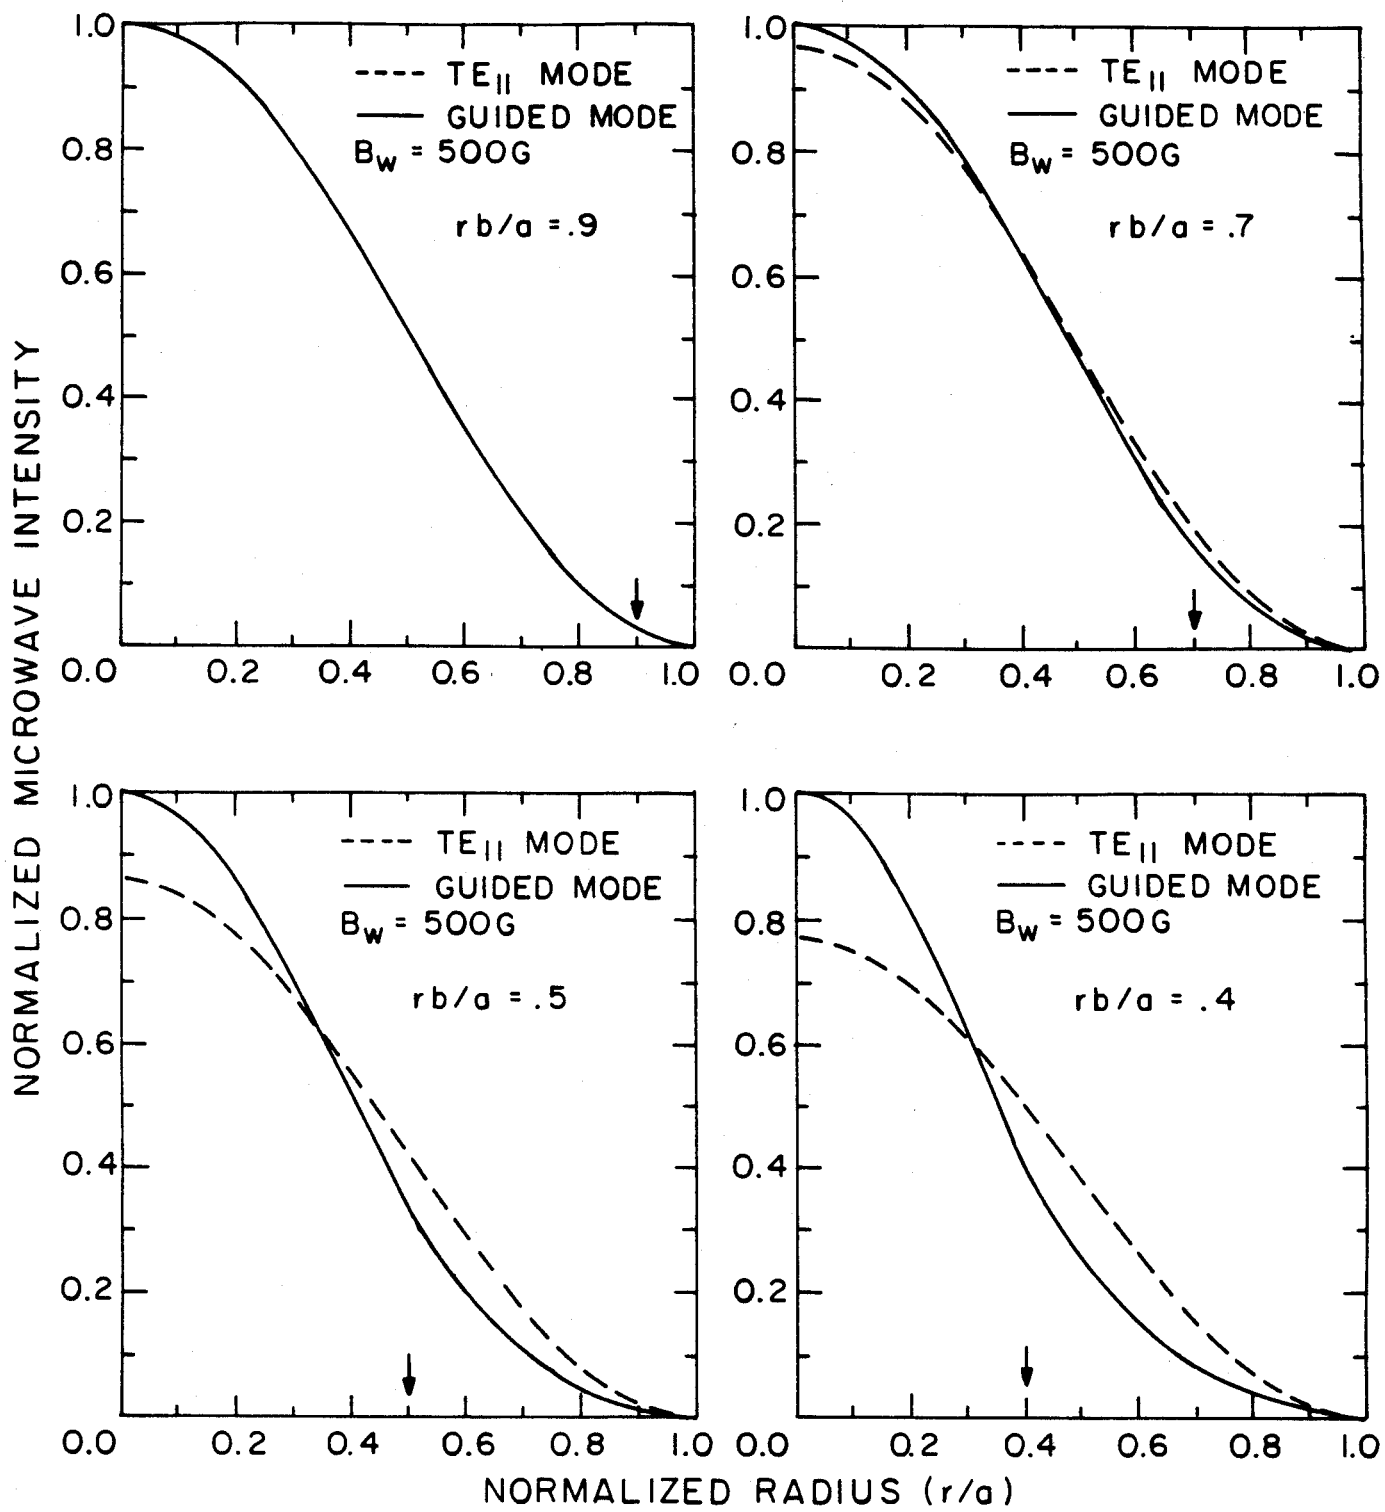 NORMALIZED MICROWAVE INTENSITY
1.0
0.8
0.6
0.4
0.2
0.0
0.2 0.4 0.6 0.8 1.0
---- TE₁₁ MODE
— GUIDED MODE
B_W = 500G
rb/a = .9
1.0
0.8
0.6
0.4
0.2
0.0
0.2 0.4 0.6 0.8 1.0
---- TE₁₁ MODE
— GUIDED MODE
B_W = 500G
rb/a = .7
1.0
0.8
0.6
0.4
0.2
0.0
0.2 0.4 0.6 0.8 1.0
---- TE₁₁ MODE
— GUIDED MODE
B_W = 500G
rb/a = .5
1.0
0.8
0.6
0.4
0.2
0.0
0.2 0.4 0.6 0.8 1.0
---- TE₁₁ MODE
— GUIDED MODE
B_W = 500G
rb/a = .4
NORMALIZED RADIUS (r/a)